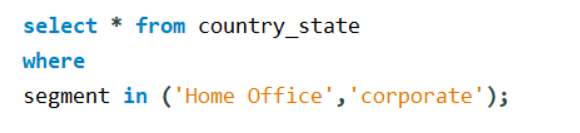 select * from country_state
where
segment in ('Home Office','corporate');